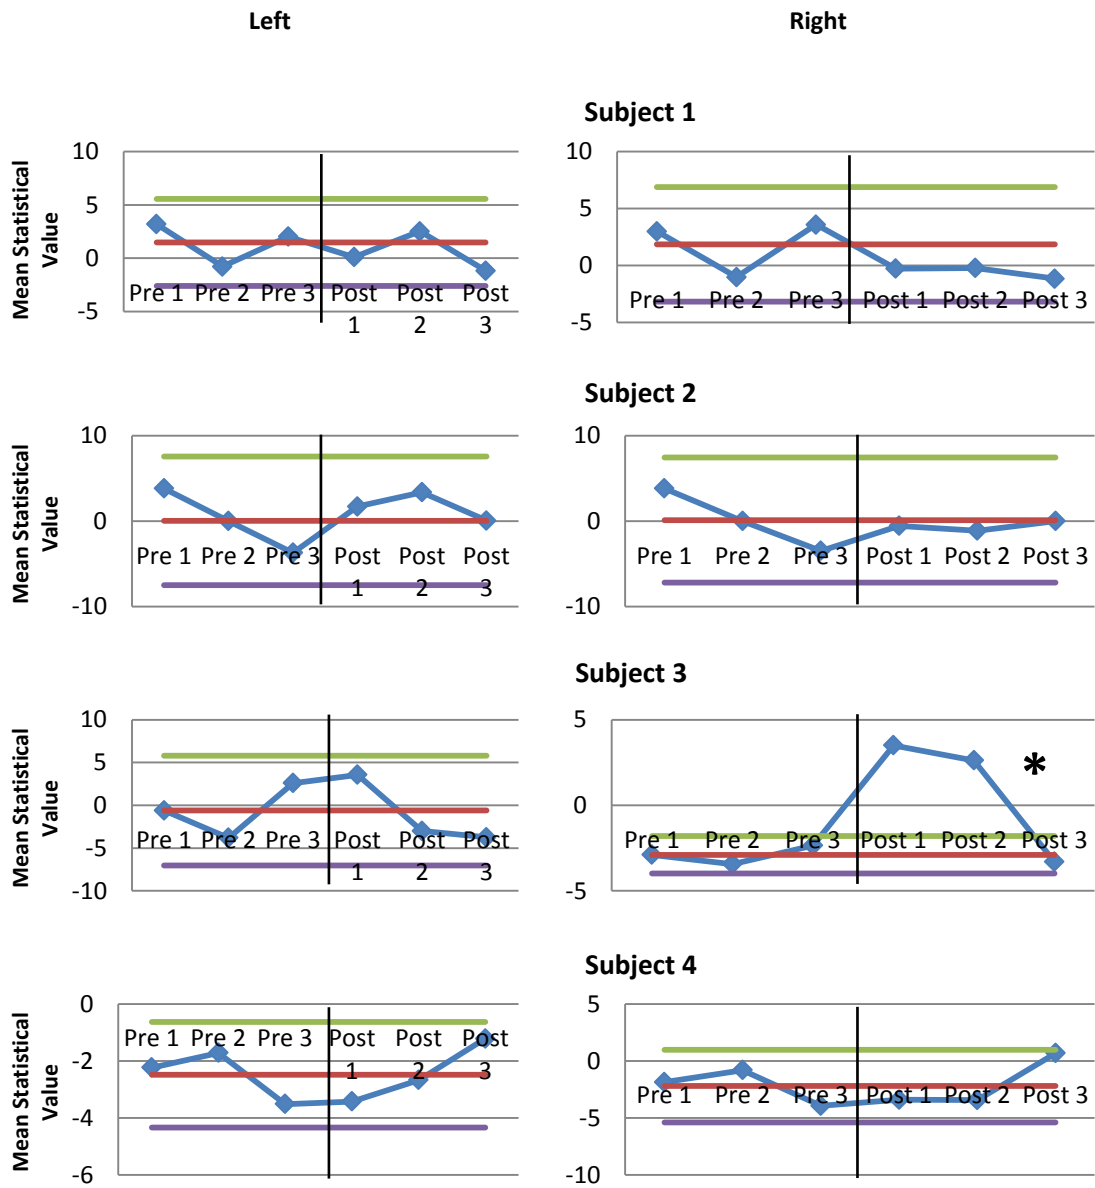 Left Right
Subject 1
Mean Statistical
Value
10
5
0
-5
Pre 1 Pre 2 Pre 3 Post Post Post
1 2 3
10
5
0
-5
Pre 1 Pre 2 Pre 3 Post 1 Post 2 Post 3
Subject 2
Mean Statistical
Value
10
0
-10
Pre 1 Pre 2 Pre 3 Post Post Post
1 2 3
10
0
-10
Pre 1 Pre 2 Pre 3 Post 1 Post 2 Post 3
Subject 3
Mean Statistical
Value
10
5
0
-5
-10
Pre 1 Pre 2 Pre 3 Post Post Post
1 2 3
5
0
-5
Pre 1 Pre 2 Pre 3 Post 1 Post 2 Post 3
*
Subject 4
Mean Statistical
Value
0
-2
-4
-6
Pre 1 Pre 2 Pre 3 Post Post Post
1 2 3
5
0
-5
-10
Pre 1 Pre 2 Pre 3 Post 1 Post 2 Post 3